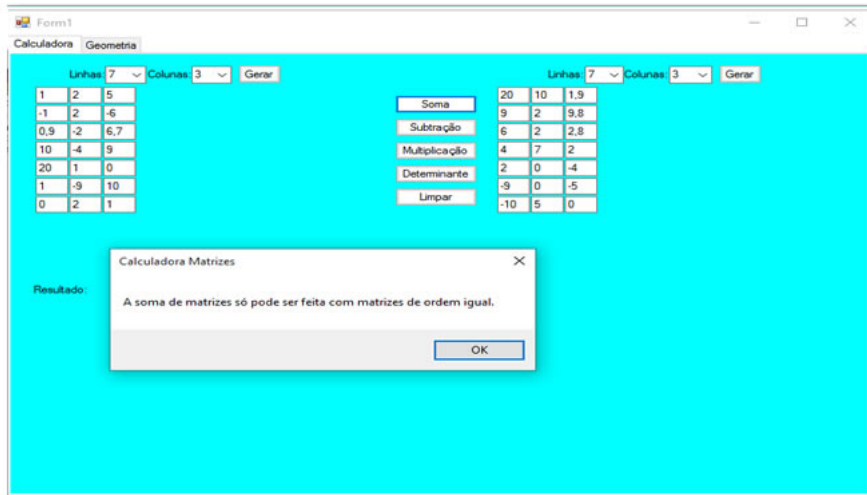 Form1
Calculadora Geometria
Linhas: 7 Colunas: 3 Gerar
1 2 5
-1 2 -6
0,9 -2 6,7
10 -4 9
20 1 0
1 -9 10
0 2 1
Soma
Subtração
Multiplicação
Determinante
Limpar
Linhas: 7 Colunas: 3 Gerar
20 10 1,9
9 2 9,8
6 2 2,8
4 7 2
2 0 -4
-9 0 -5
-10 5 0
Resultado:
Calculadora Matrizes
A soma de matrizes só pode ser feita com matrizes de ordem igual.
OK